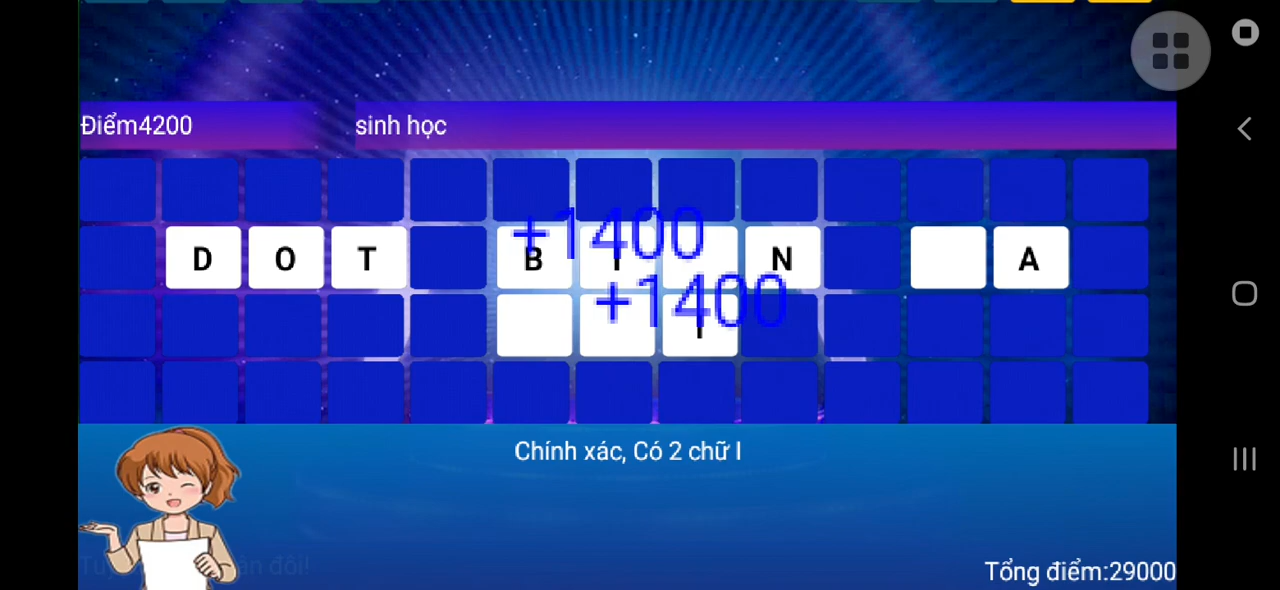 Điểm4200
sinh học
D O T B I N A
I
+1400
+1400
Chính xác, Có 2 chữ I
Tổng điểm:29000